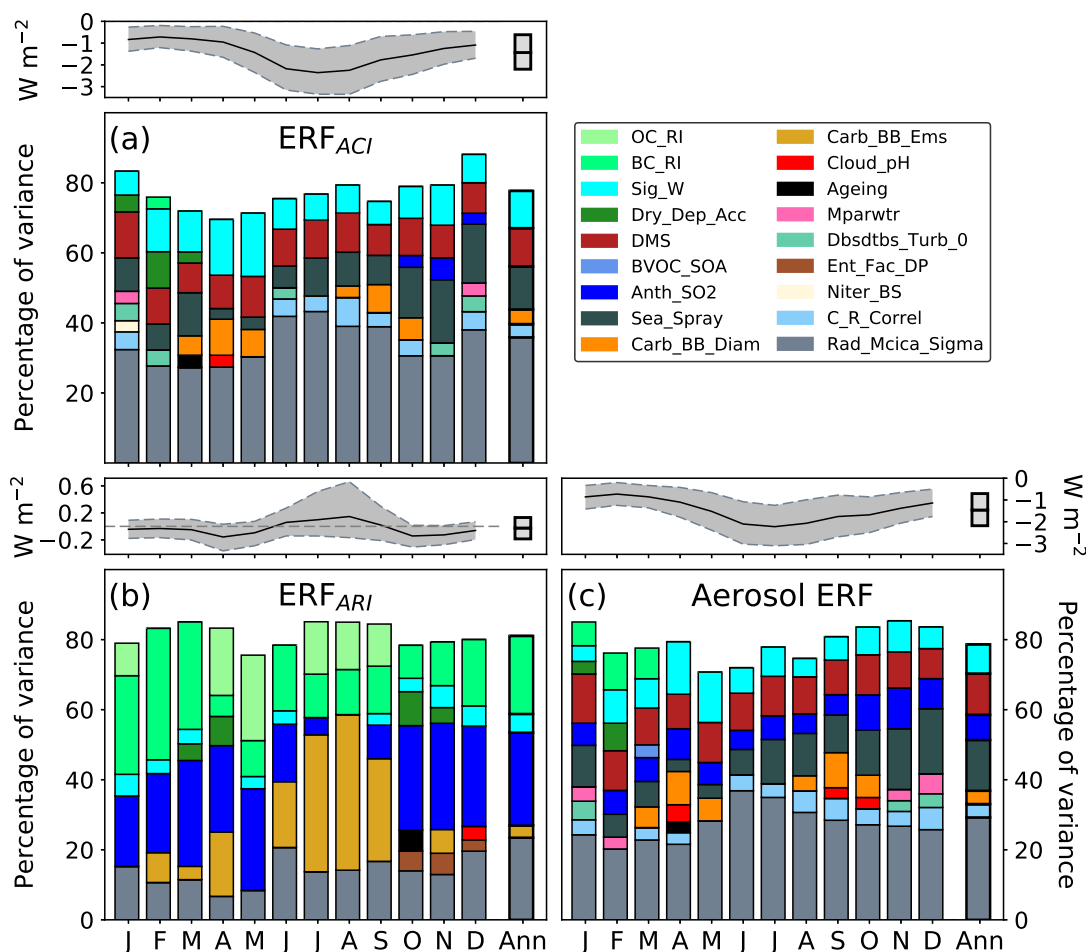 0
−1
−2
−3
W m−2
(a) ERFACI
Percentage of variance
80
60
40
20
OC_RI Carb_BB_Ems
BC_RI Cloud_pH
Sig_W Ageing
Dry_Dep_Acc Mparwtr
DMS Dbsdtbs_Turb_0
BVOC_SOA Ent_Fac_DP
Anth_SO2 Niter_BS
Sea_Spray C_R_Correl
Carb_BB_Diam Rad_Mcica_Sigma
0.6
0.2
−0.2
W m−2
0
−1
−2
−3
W m−2
(b) ERFARI
Percentage of variance
80
60
40
20
0
J F M A M J J A S O N D Ann
(c) Aerosol ERF
Percentage of variance
80
60
40
20
0
J F M A M J J A S O N D Ann